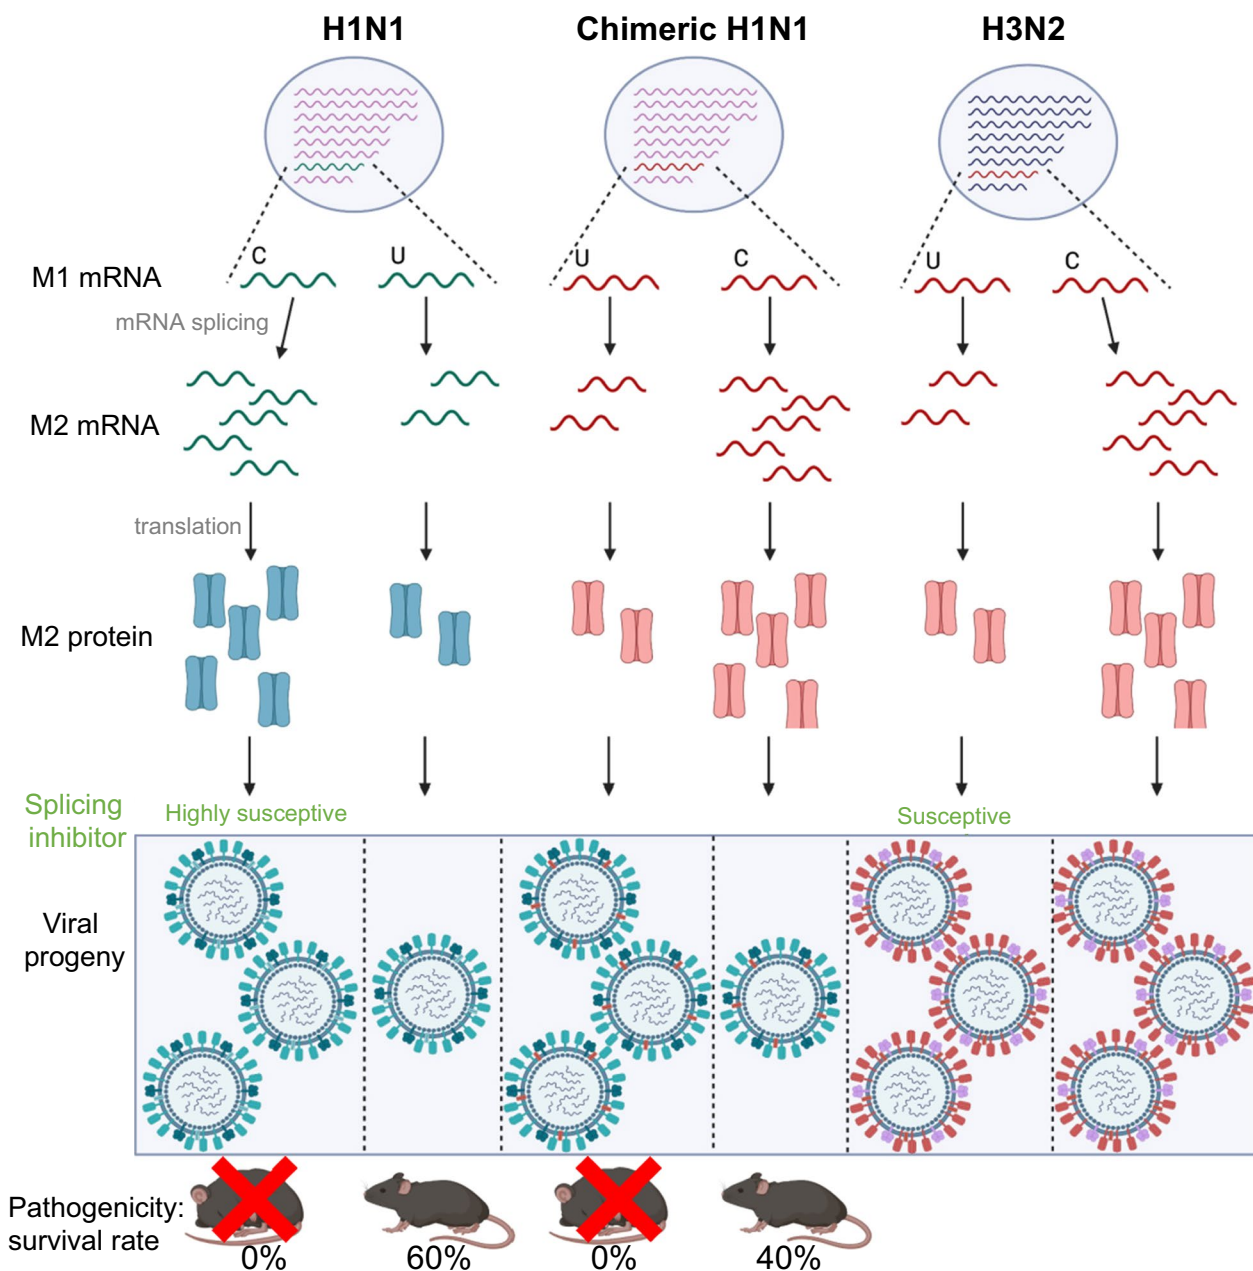 H1N1
Chimeric H1N1
H3N2
C
U
U
C
U
C
M1 mRNA
mRNA splicing
M2 mRNA
translation
M2 protein
Splicing
inhibitor
Highly susceptive
Susceptive
Viral
progeny
Pathogenicity:
survival rate
0%
60%
0%
40%